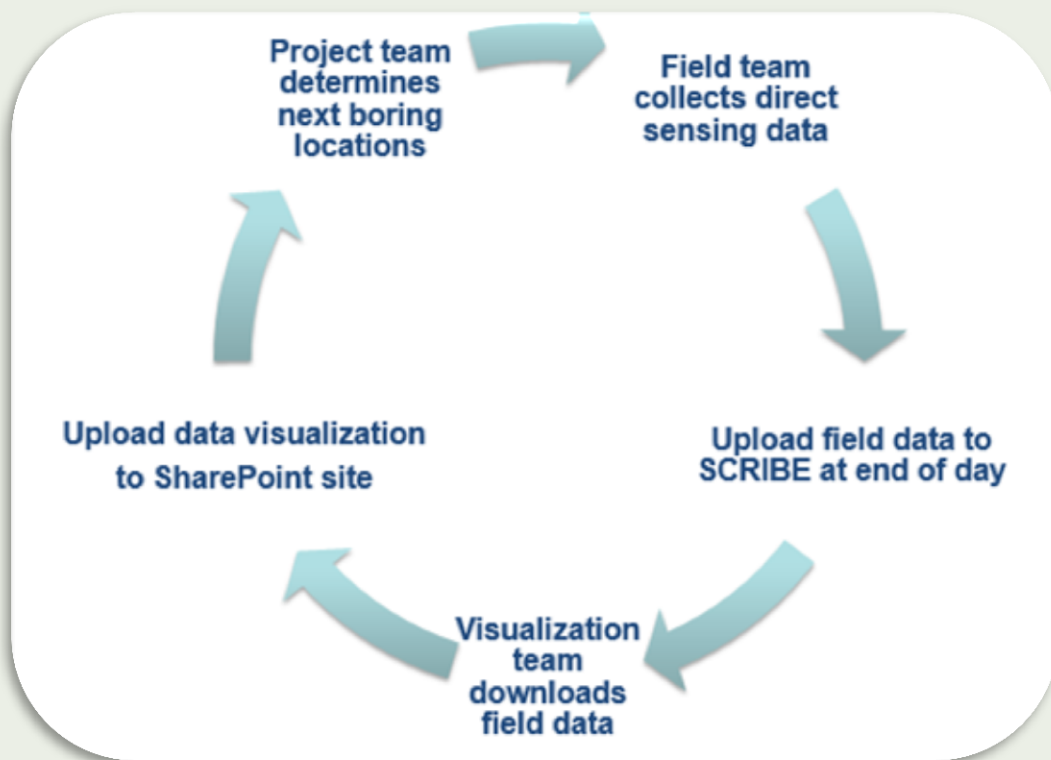 Project team
determines
next boring
locations
Field team
collects direct
sensing data
Upload field data to
SCRIBE at end of day
Visualization
team
downloads
field data
Upload data visualization
to SharePoint site